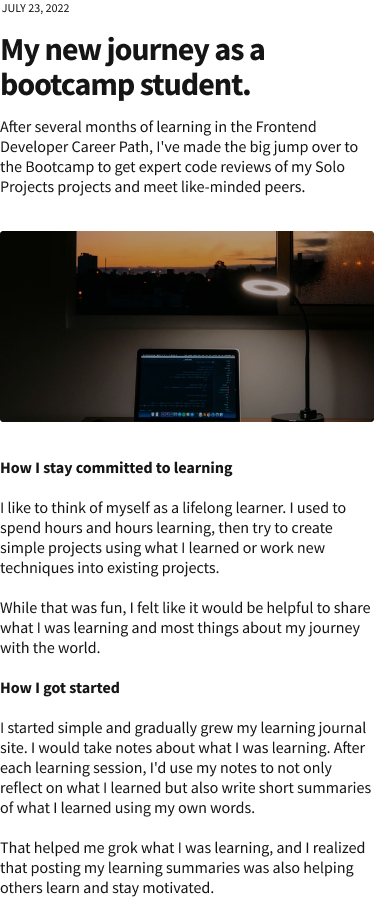 JULY 23, 2022
My new journey as a
bootcamp student.
After several months of learning in the Frontend
Developer Career Path, I've made the big jump over to
the Bootcamp to get expert code reviews of my Solo
Projects projects and meet like-minded peers.
How I stay committed to learning
I like to think of myself as a lifelong learner. I used to
spend hours and hours learning, then try to create
simple projects using what I learned or work new
techniques into existing projects.
While that was fun, I felt like it would be helpful to share
what I was learning and most things about my journey
with the world.
How I got started
I started simple and gradually grew my learning journal
site. I would take notes about what I was learning. After
each learning session, I'd use my notes to not only
reflect on what I learned but also write short summaries
of what I learned using my own words.
That helped me grok what I was learning, and I realized
that posting my learning summaries was also helping
others learn and stay motivated.